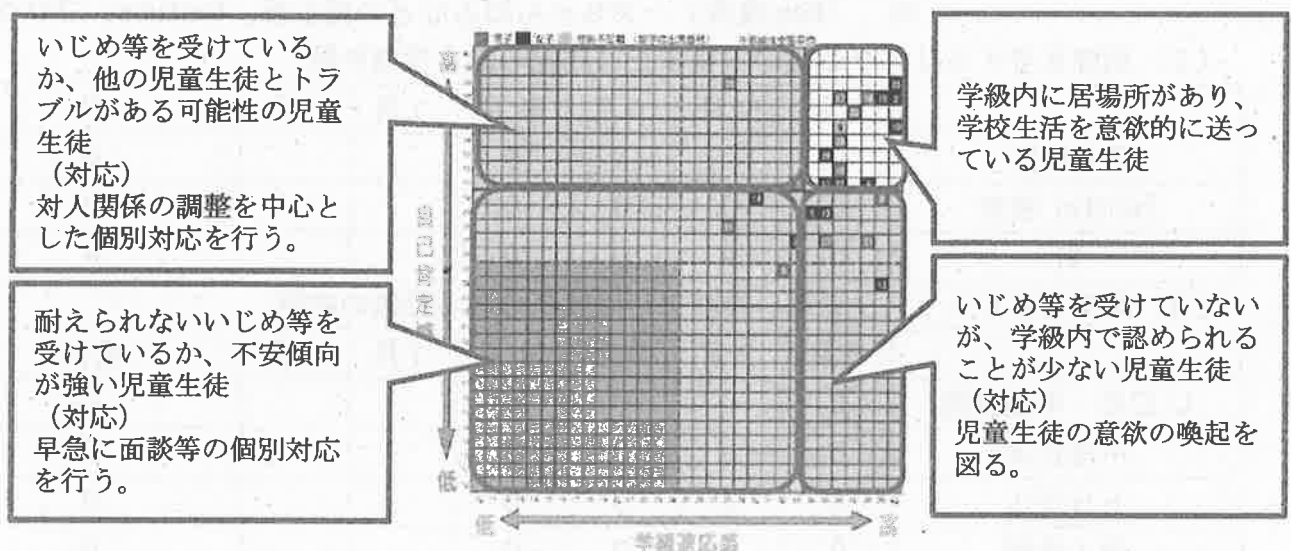 いじめ等を受けている
か、他の児童生徒とトラ
ブルがある可能性の児童
生徒
（対応）
対人関係の調整を中心と
した個別対応を行う。
学級内に居場所があり、
学校生活を意欲的に送っ
ている児童生徒
耐えられないいじめ等を
受けているか、不安傾向
が強い児童生徒
（対応）
早急に面談等の個別対応
を行う。
いじめ等を受けていない
が、学級内で認められる
ことが少ない児童生徒
（対応）
児童生徒の意欲の喚起を
図る。
高
低
低
学級適応感